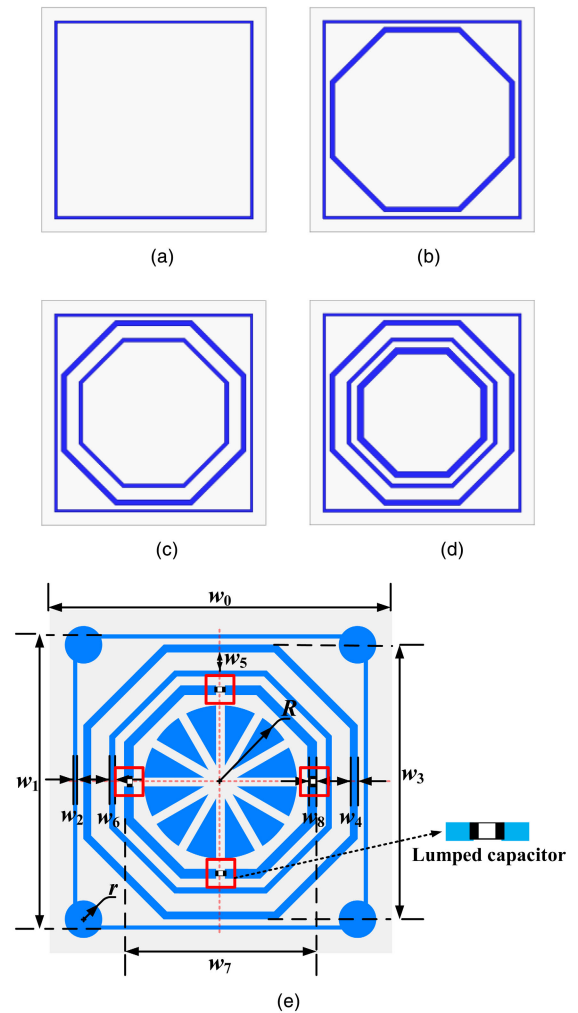 (a) (b)
(c) (d)
w0
w5
R
w1 w3
w2 w6 w8 w4
Lumped capacitor
r
w7
(e)